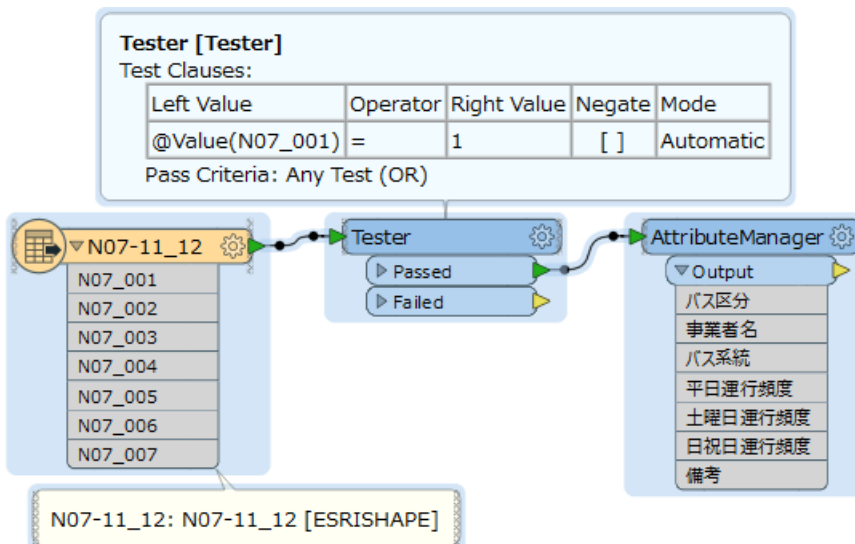 Tester [Tester]
Test Clauses:
Left Value Operator Right Value Negate Mode
@Value(N07_001) = 1 [ ] Automatic
Pass Criteria: Any Test (OR)
N07-11_12
N07_001
N07_002
N07_003
N07_004
N07_005
N07_006
N07_007
N07-11_12: N07-11_12 [ESRISHAPE]
Tester
Passed
Failed
AttributeManager
Output
バス区分
事業者名
バス系統
平日運行頻度
土曜日運行頻度
日祝日運行頻度
備考